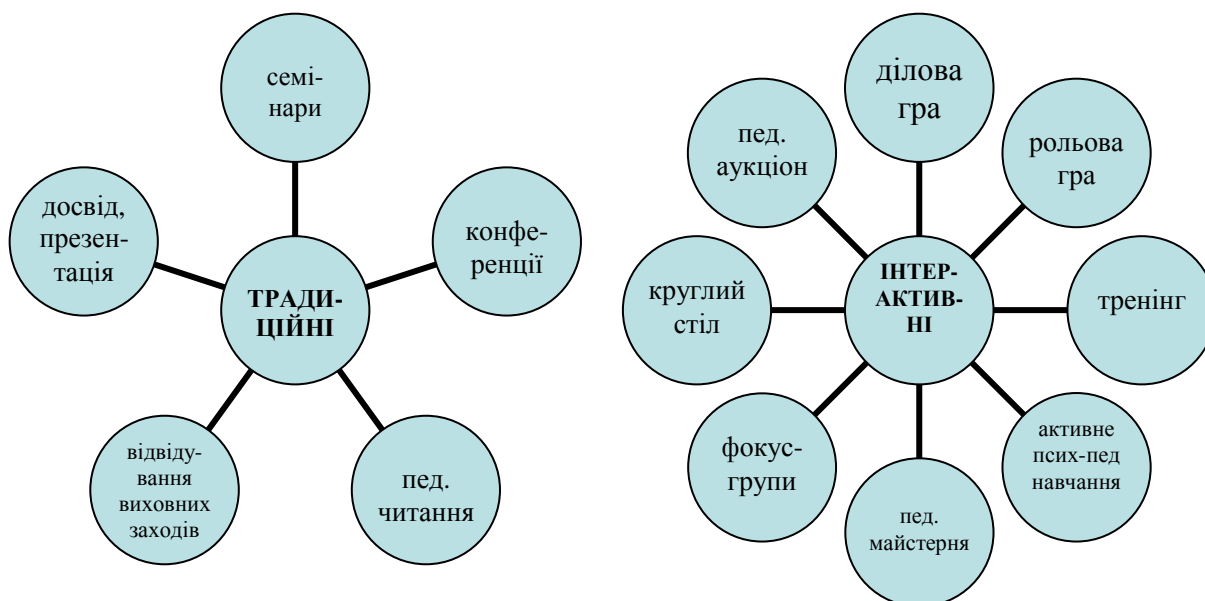 семі-
нари
досвід,
презен-
тація
конфе-
ренції
ТРАДИ-
ЦІЙНІ
відвіду-
вання
виховних
заходів
пед.
читання
ділова
гра
пед.
аукціон
рольова
гра
круглий
стіл
ІНТЕР-
АКТИВ-
НІ
тренінг
фокус-
групи
активне
псих-пед
навчання
пед.
майстерня